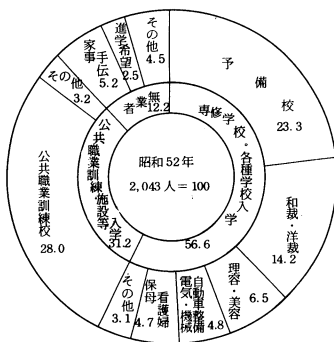 昭和52年
2,043人=100
専修学校・各種学校入学
56.6
予備校
23.3
和裁・洋裁
14.2
理容・美容
6.5
自動車整備
電気・機械
4.8
看護婦
保母
4.7
その他
3.1
公共職業訓練施設等入学
31.2
公共職業訓練校
28.0
その他
3.2
無業者
12.2
家事手伝
5.2
進学希望
2.5
その他
4.5